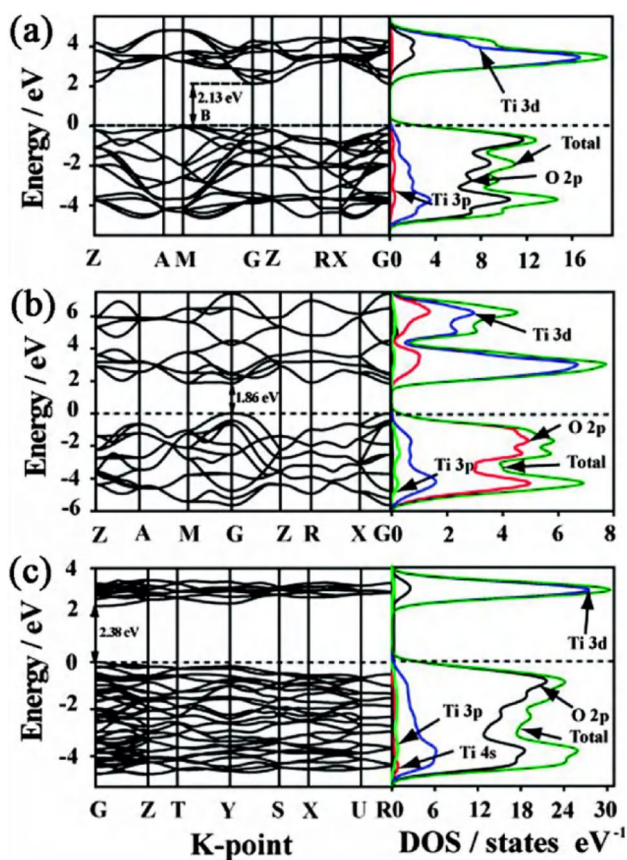 (a)
Energy / eV
4
2
0
-2
-4
2.13 eV
B
Ti 3d
Total
O 2p
Ti 3p
Z A M G Z R X G 0 4 8 12 16
(b)
Energy / eV
6
4
2
0
-2
-4
-6
1.86 eV
Ti 3d
O 2p
Ti 3p
Total
Z A M G Z R X G 0 2 4 6 8
(c)
Energy / eV
4
2
0
-2
-4
2.38 eV
Ti 3d
Ti 3p
O 2p
Ti 4s
Total
G Z T Y S X U R 0 6 12 18 24 30
K-point DOS / states eV⁻¹